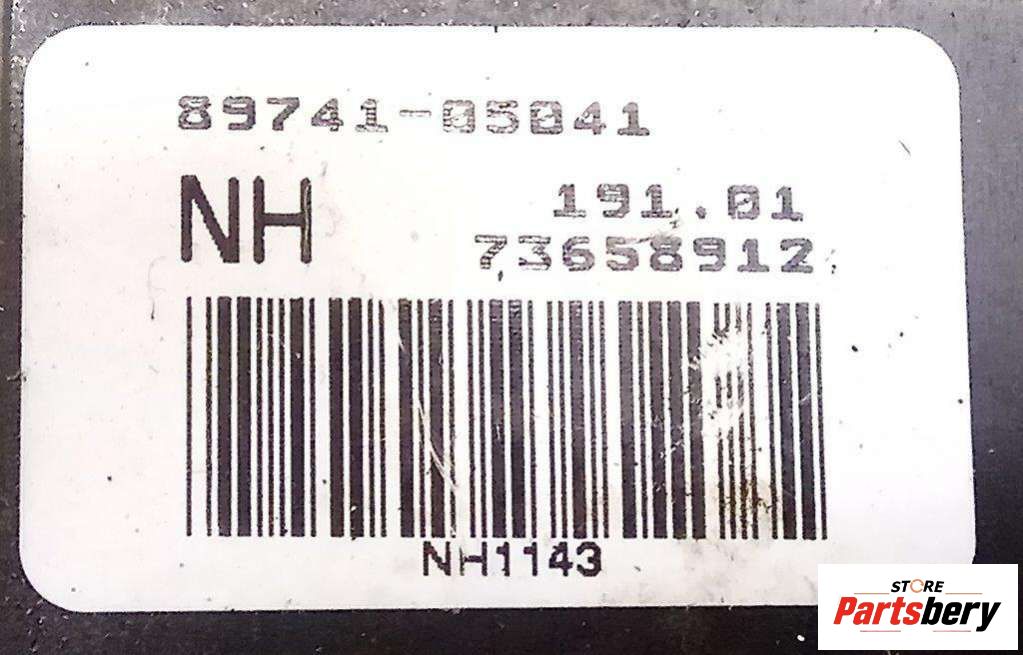 89741-05041
NH
191.01
73658912
NH1143
STORE
Partsbery